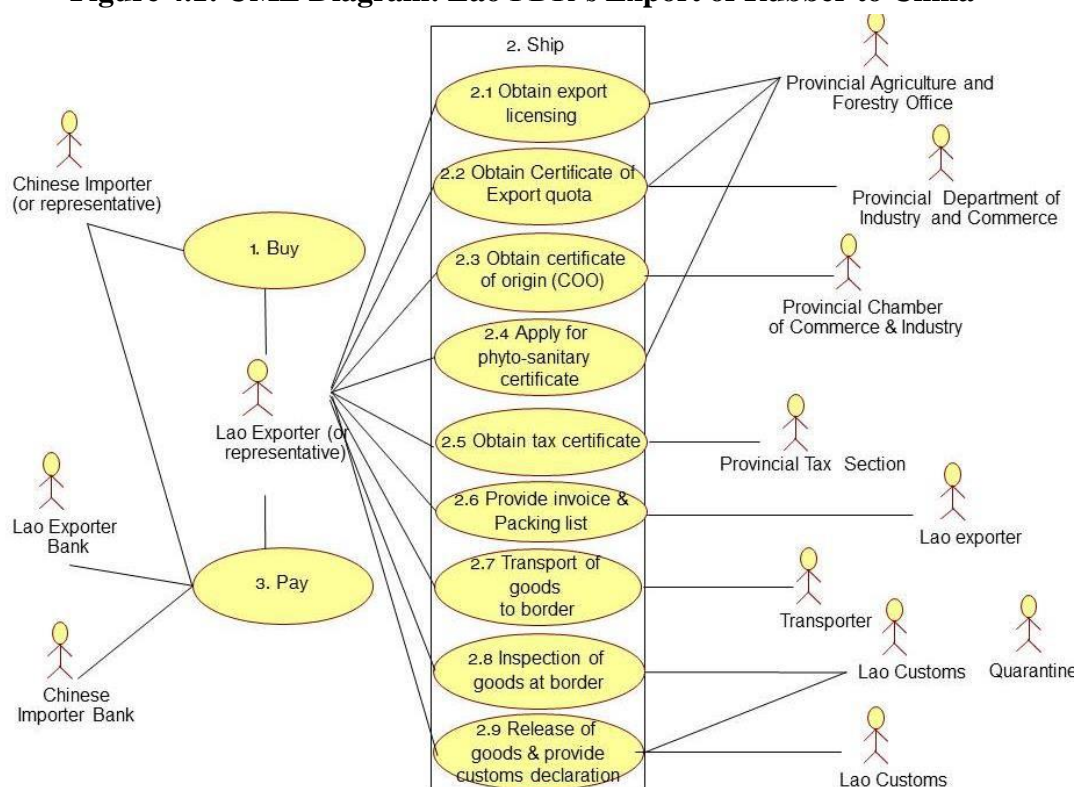 Figure 4.2: UML Diagram: Lao PDR's Export of Rubber to China
2. Ship
2.1 Obtain export
licensing
2.2 Obtain Certificate of
Export quota
2.3 Obtain certificate
of origin (COO)
2.4 Apply for
phyto-sanitary
certificate
2.5 Obtain tax certificate
2.6 Provide invoice &
Packing list
2.7 Transport of
goods
to border
2.8 Inspection of
goods at border
2.9 Release of
goods & provide
customs declaration
Chinese Importer
(or representative)
1. Buy
Lao Exporter (or
representative)
Lao Exporter
Bank
3. Pay
Chinese
Importer Bank
Provincial Agriculture and
Forestry Office
Provincial Department of
Industry and Commerce
Provincial Chamber
of Commerce & Industry
Provincial Tax Section
Lao exporter
Transporter
Lao Customs
Quarantine
Lao Customs